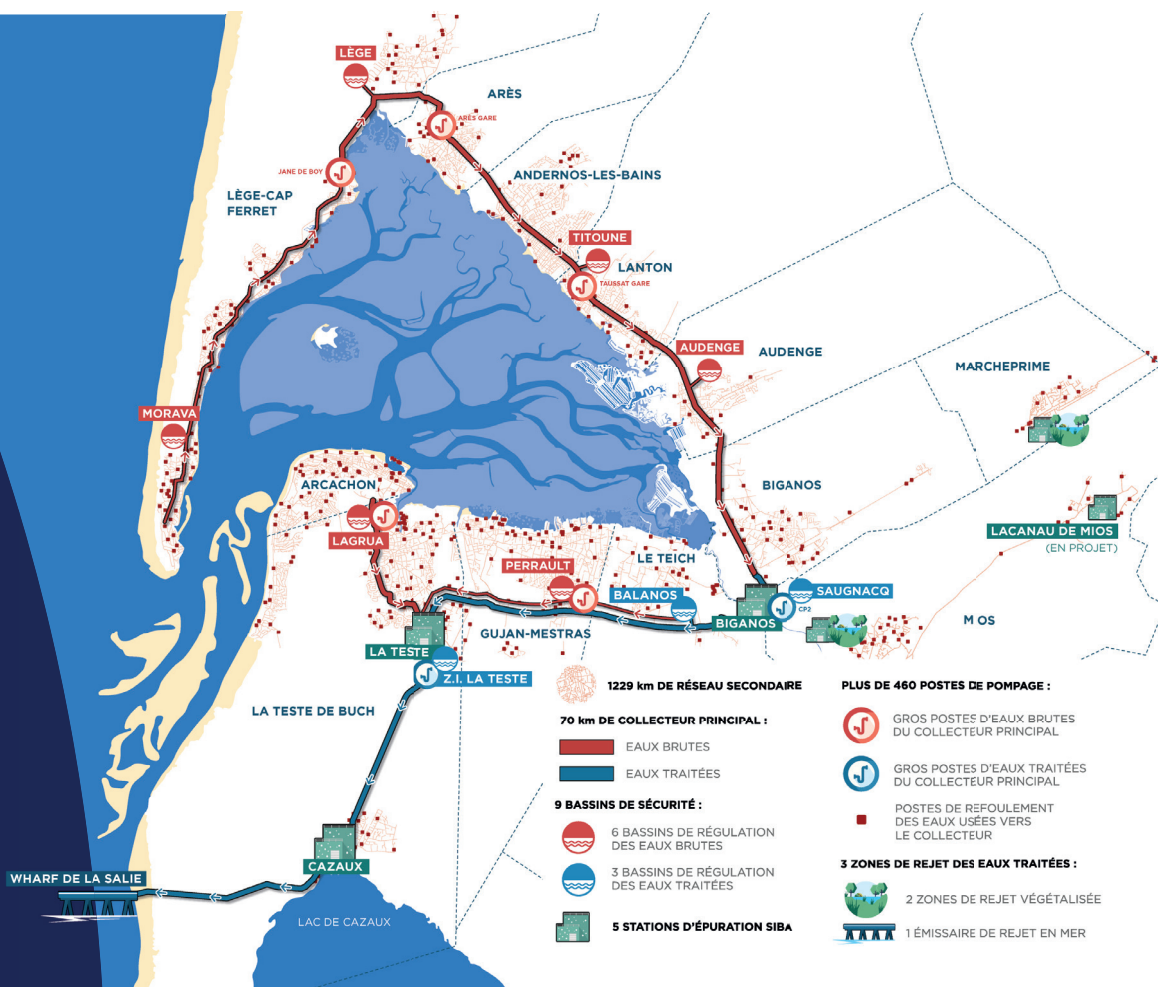 LÈGE
ARÈS
ARÈS GARE
JANE DE BOY
ANDERNOS-LES-BAINS
LÈGE-CAP
FERRET
TITOUNE
LANTON
TAUSSAT GARE
AUDENGE
AUDENGE
MARCHEPRIME
MORAVA
ARCACHON
BIGANOS
LAGRUA
LACANAU DE MIOS
(EN PROJET)
LE TEICH
PERRAULT
BALANOS
SAUGNACQ
CP2
BIGANOS
M OS
GUJAN-MESTRAS
LA TESTE
Z.I. LA TESTE
LA TESTE DE BUCH
CAZAUX
WHARF DE LA SALIE
LAC DE CAZAUX
1229 km DE RÉSEAU SECONDAIRE
70 km DE COLLECTEUR PRINCIPAL :
EAUX BRUTES
EAUX TRAITÉES
9 BASSINS DE SÉCURITÉ :
6 BASSINS DE RÉGULATION
DES EAUX BRUTES
3 BASSINS DE RÉGULATION
DES EAUX TRAITÉES
5 STATIONS D'ÉPURATION SIBA
PLUS DE 460 POSTES DE POMPAGE :
GROS POSTES D'EAUX BRUTES
DU COLLECTEUR PRINCIPAL
GROS POSTES D'EAUX TRAITÉES
DU COLLECTEUR PRINCIPAL
POSTES DE REFOULEMENT
DES EAUX USÉES VERS
LE COLLECTEUR
3 ZONES DE REJET DES EAUX TRAITÉES :
2 ZONES DE REJET VÉGÉTALISÉE
1 ÉMISSAIRE DE REJET EN MER